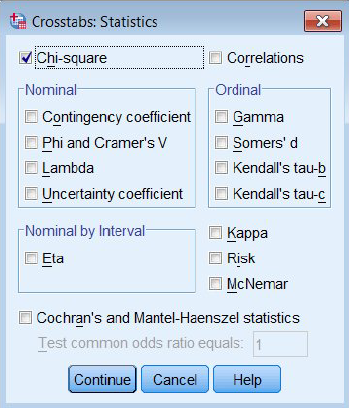 Crosstabs: Statistics
Chi-square
Correlations
Nominal
Contingency coefficient
Phi and Cramer's V
Lambda
Uncertainty coefficient
Ordinal
Gamma
Somers' d
Kendall's tau-b
Kendall's tau-c
Nominal by Interval
Eta
Kappa
Risk
McNemar
Cochran's and Mantel-Haenszel statistics
Test common odds ratio equals: 1
Continue Cancel Help